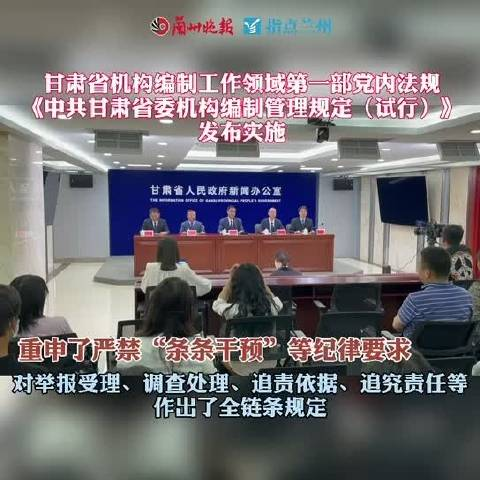 兰州晚报 指点兰州
甘肃省机构编制工作领域第一部党内法规
《中共甘肃省委机构编制管理规定（试行）》
发布实施
甘肃省人民政府新闻办公室
THE INFORMATION OFFICE OF GANSU PROVINCIAL PEOPLE'S GOVERNMENT
重申了严禁“条条干预”等纪律要求
对举报受理、调查处理、追责依据、追究责任等
作出了全链条规定